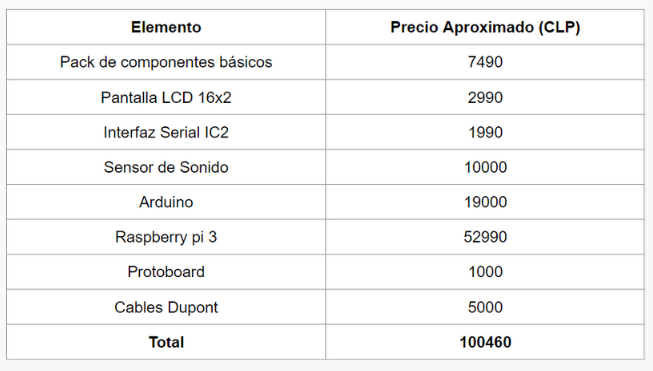 Elemento Precio Aproximado (CLP)
Pack de componentes básicos 7490
Pantalla LCD 16x2 2990
Interfaz Serial IC2 1990
Sensor de Sonido 10000
Arduino 19000
Raspberry pi 3 52990
Protoboard 1000
Cables Dupont 5000
Total 100460